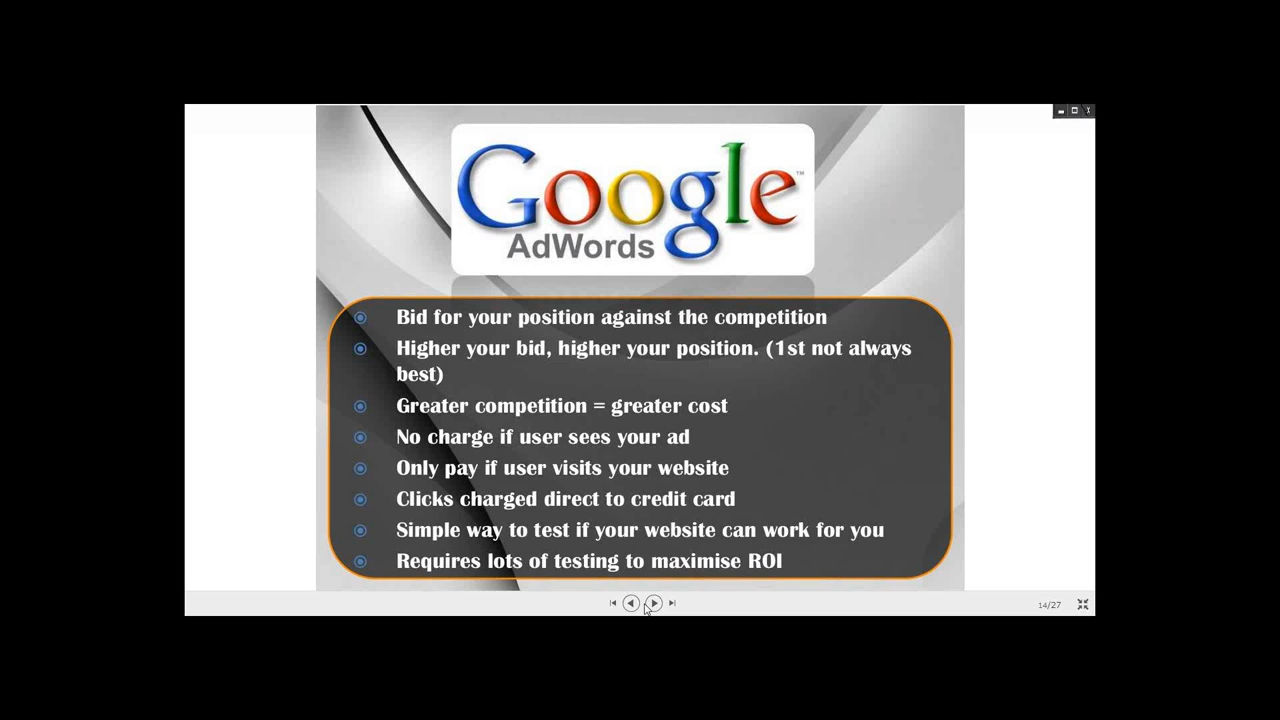 Google™
AdWords
Bid for your position against the competition
Higher your bid, higher your position. (1st not always
best)
Greater competition = greater cost
No charge if user sees your ad
Only pay if user visits your website
Clicks charged direct to credit card
Simple way to test if your website can work for you
Requires lots of testing to maximise ROI
14/27